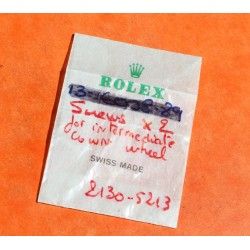 ROLEX
Screws x 2
for intermediate
crown wheel
SWISS MADE
2130-5213